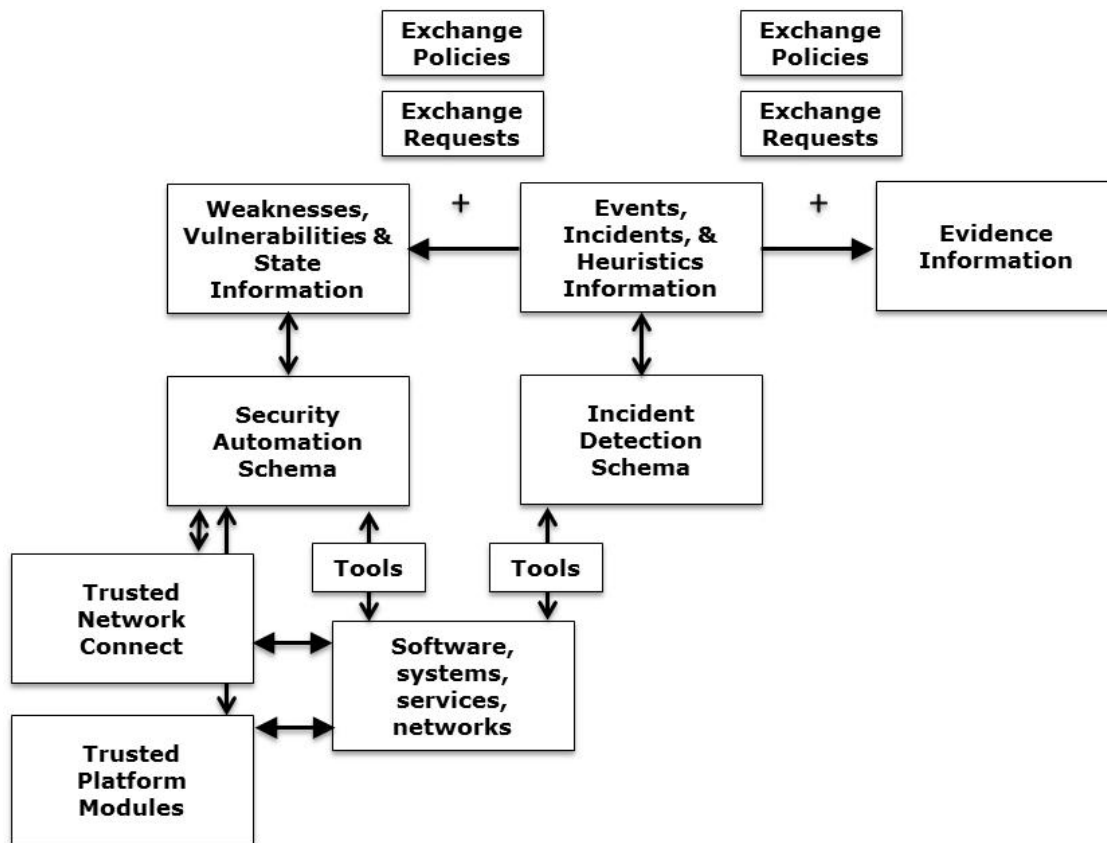 Exchange
Policies
Exchange
Policies
Exchange
Requests
Exchange
Requests
Weaknesses,
Vulnerabilities &
State
Information
+
Events,
Incidents, &
Heuristics
Information
+
Evidence
Information
Security
Automation
Schema
Incident
Detection
Schema
Tools
Tools
Trusted
Network
Connect
Software,
systems,
services,
networks
Trusted
Platform
Modules